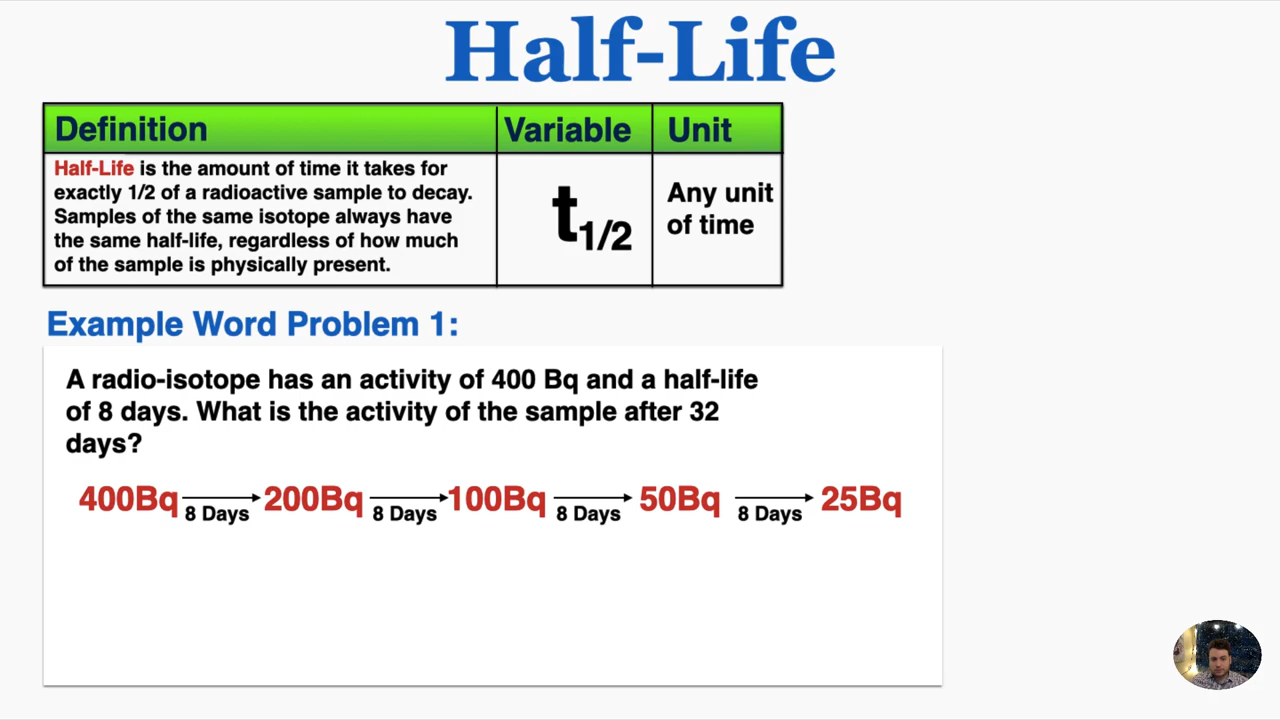 Half-Life
Definition Variable Unit
Half-Life is the amount of time it takes for
exactly 1/2 of a radioactive sample to decay.
Samples of the same isotope always have
the same half-life, regardless of how much
of the sample is physically present.
t1/2
Any unit
of time
Example Word Problem 1:
A radio-isotope has an activity of 400 Bq and a half-life
of 8 days. What is the activity of the sample after 32
days?
400Bq 200Bq 100Bq 50Bq 25Bq
8 Days 8 Days 8 Days 8 Days